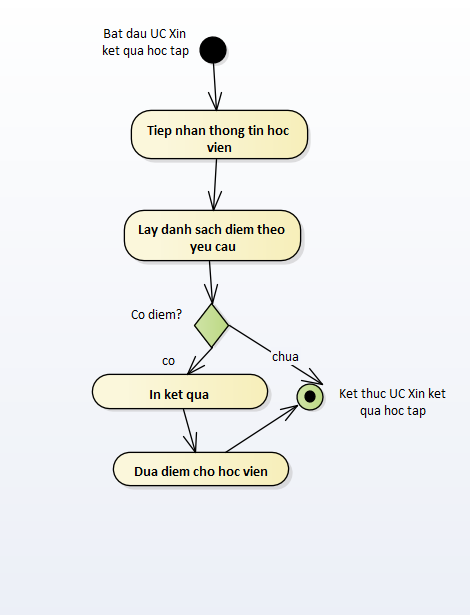 Bat dau UC Xin
ket qua hoc tap
Tiep nhan thong tin hoc
vien
Lay danh sach diem theo
yeu cau
Co diem?
co
chua
In ket qua
Ket thuc UC Xin ket
qua hoc tap
Dua diem cho hoc vien